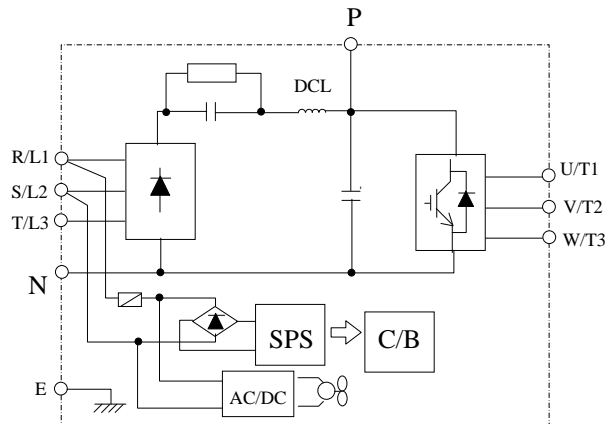 P
DCL
R/L1
S/L2
T/L3
U/T1
V/T2
W/T3
N
SPS
C/B
E
AC/DC